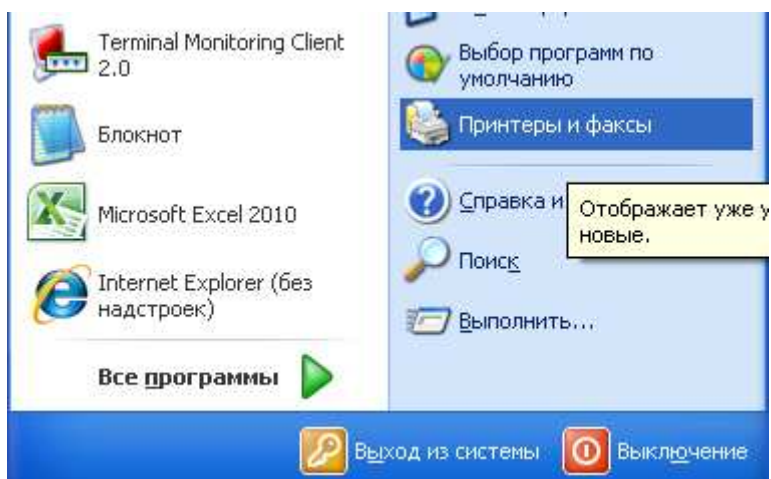 Terminal Monitoring Client
2.0
Блокнот
Microsoft Excel 2010
Internet Explorer (без
надстроек)
Все программы
Выбор программ по
умолчанию
Принтеры и факсы
Справка и
Отображает уже у
новые.
Поиск
Выполнить...
Выход из системы
Выключение